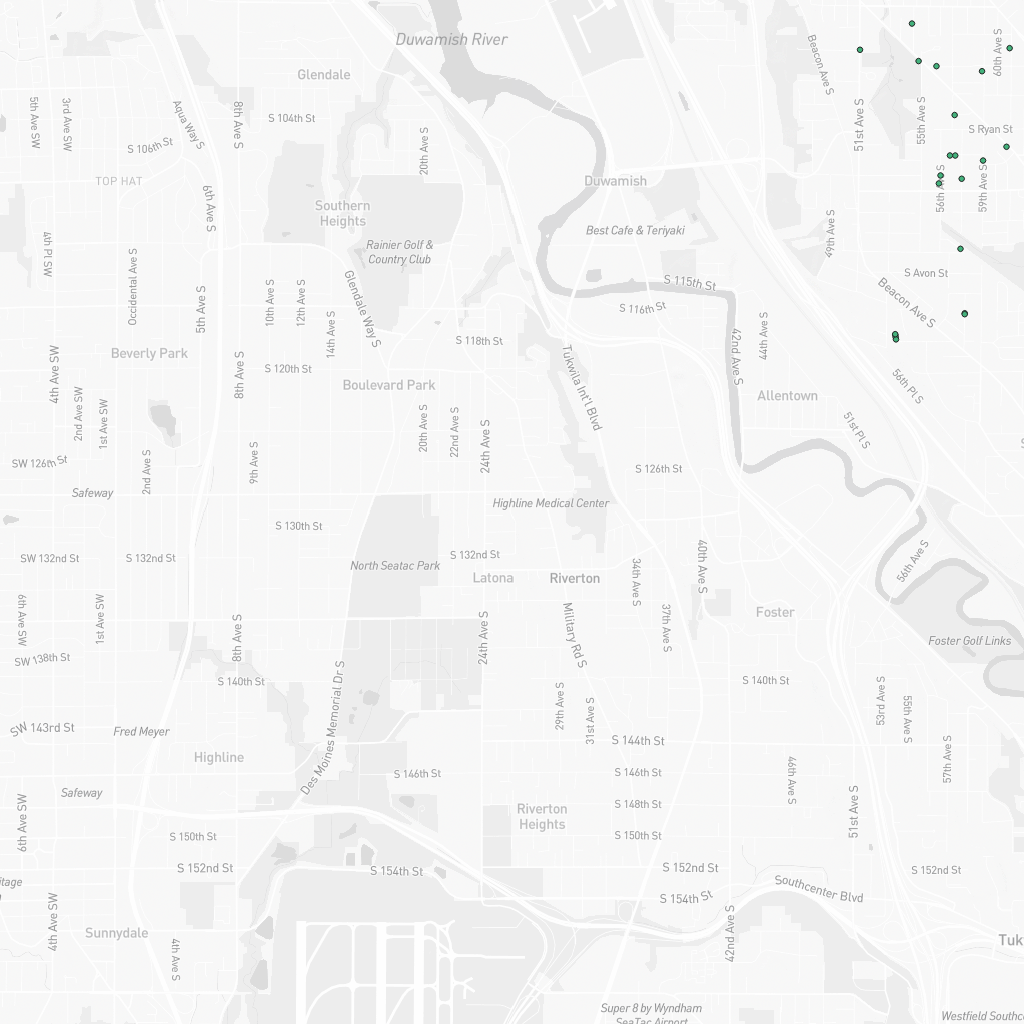 Duwamish River
Glendale
60th Ave S
Beacon Ave S
5th Ave SW
3rd Ave SW
Aqua Way S
8th Ave S
S 104th St
20th Ave S
51st Ave S
55th Ave S
S Ryan St
S 106th St
TOP HAT
Duwamish
6th Ave S
56th Ave S
59th Ave S
Southern
Heights
Best Cafe & Teriyaki
49th Ave S
4th Pl SW
Rainier Golf &
Country Club
S Avon St
Occidental Ave S
S 115th St
5th Ave S
10th Ave S
12th Ave S
Glendale Way S
14th Ave S
S 116th St
Beacon Ave S
S 118th St
42nd Ave S
44th Ave S
Beverly Park
4th Ave SW
8th Ave S
S 120th St
Boulevard Park
Tukwila Int'l Blvd
Allentown
56th Pl S
2nd Ave SW
1st Ave SW
20th Ave S
22nd Ave S
24th Ave S
51st Pl S
SW 126th St
2nd Ave S
9th Ave S
S 126th St
Safeway
Highline Medical Center
S 130th St
SW 132nd St
S 132nd St
S 132nd St
North Seatac Park
Latona
Riverton
34th Ave S
40th Ave S
56th Ave S
6th Ave SW
1st Ave SW
8th Ave S
24th Ave S
Military Rd S
37th Ave S
Foster
Foster Golf Links
SW 138th St
S 140th St
S 140th St
Des Moines Memorial Dr S
29th Ave S
31st Ave S
53rd Ave S
55th Ave S
SW 143rd St
Fred Meyer
S 144th St
57th Ave S
Highline
S 146th St
S 146th St
46th Ave S
Safeway
6th Ave SW
Riverton
Heights
S 148th St
51st Ave S
S 150th St
S 150th St
S 152nd St
S 154th St
S 152nd St
S 152nd St
Southcenter Blvd
S 154th St
4th Ave SW
Sunnydale
4th Ave S
42nd Ave S
Super 8 by Wyndham
SeaTac Airport